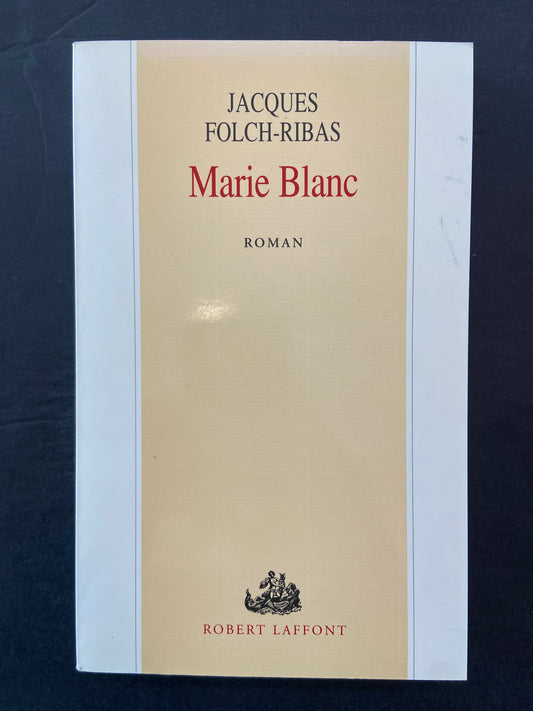 JACQUES
FOLCH-RIBAS
Marie Blanc
ROMAN
ROBERT LAFFONT